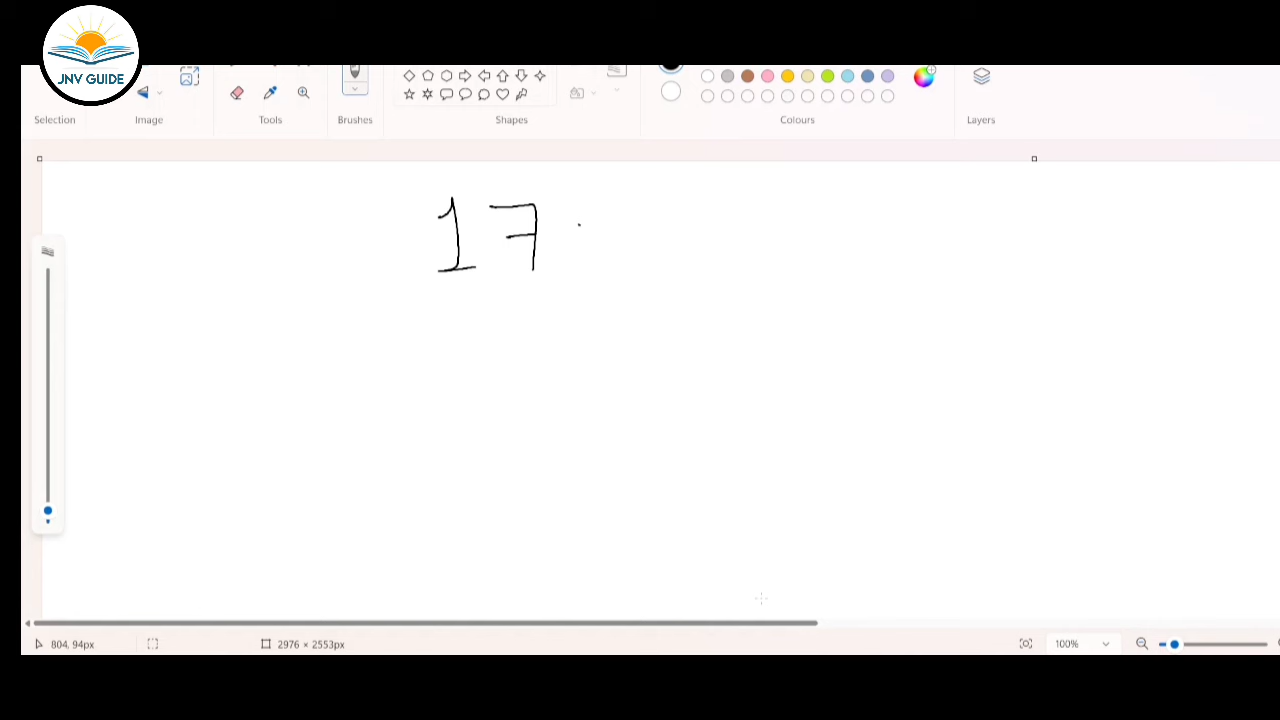 JNV GUIDE
Selection
Image
Tools
Brushes
Shapes
Colours
Layers
17
804, 94px
2976 × 2553px
100%